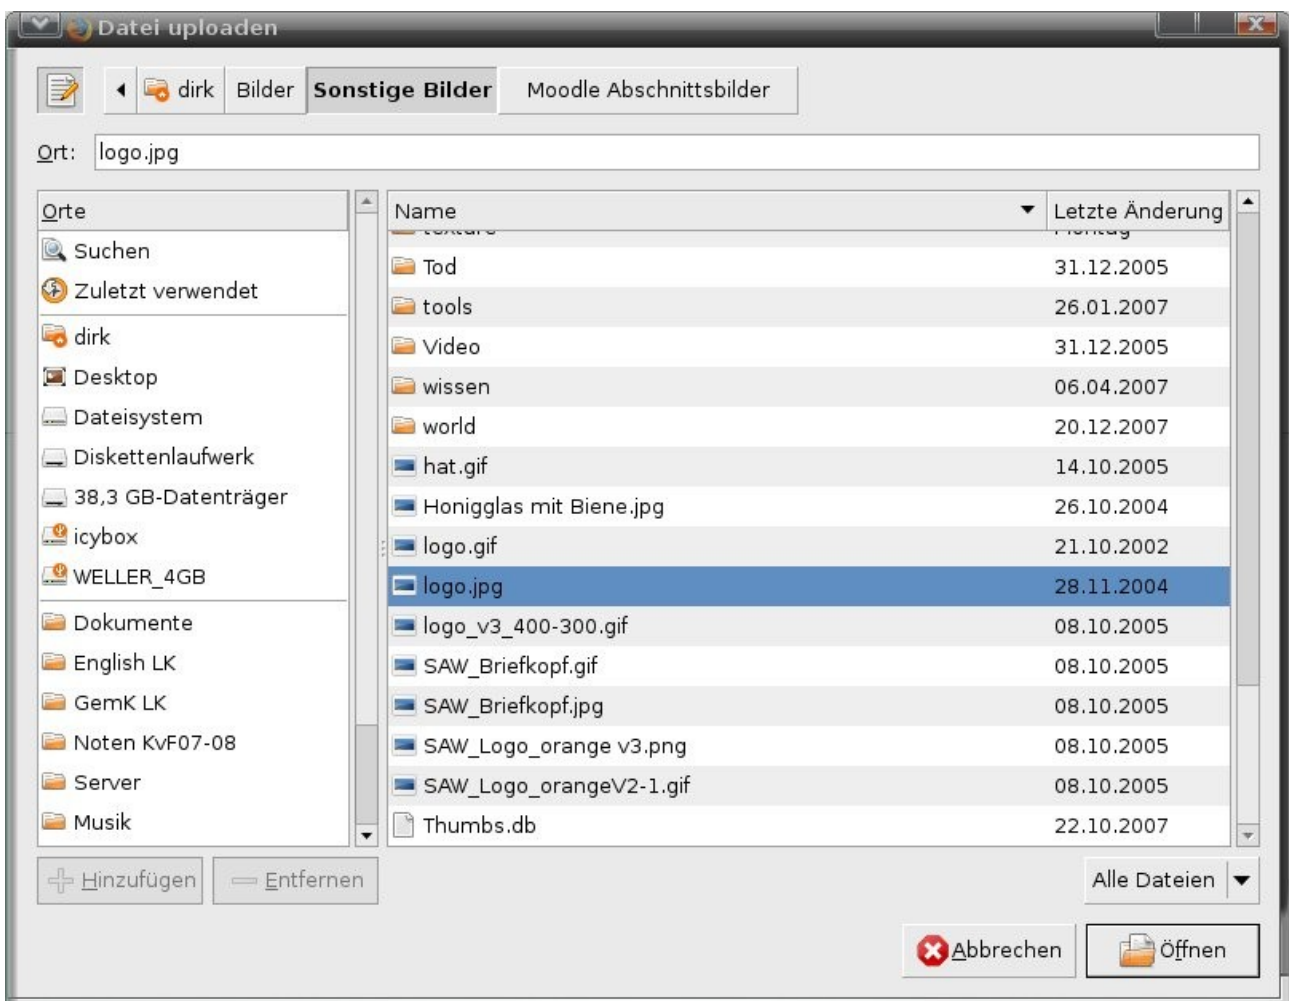 Datei uploaden
dirk Bilder Sonstige Bilder Moodle Abschnittsbilder
Ort: logo.jpg
Orte
Suchen
Zuletzt verwendet
dirk
Desktop
Dateisystem
Diskettenlaufwerk
38,3 GB-Datenträger
icybox
WELLER_4GB
Dokumente
English LK
GemK LK
Noten KvF07-08
Server
Musik
Name Letzte Änderung
texture Montag
Tod 31.12.2005
tools 26.01.2007
Video 31.12.2005
wissen 06.04.2007
world 20.12.2007
hat.gif 14.10.2005
Honigglas mit Biene.jpg 26.10.2004
logo.gif 21.10.2002
logo.jpg 28.11.2004
logo_v3_400-300.gif 08.10.2005
SAW_Briefkopf.gif 08.10.2005
SAW_Briefkopf.jpg 08.10.2005
SAW_Logo_orange v3.png 08.10.2005
SAW_Logo_orangeV2-1.gif 08.10.2005
Thumbs.db 22.10.2007
Hinzufügen Entfernen
Alle Dateien
Abbrechen Öffnen